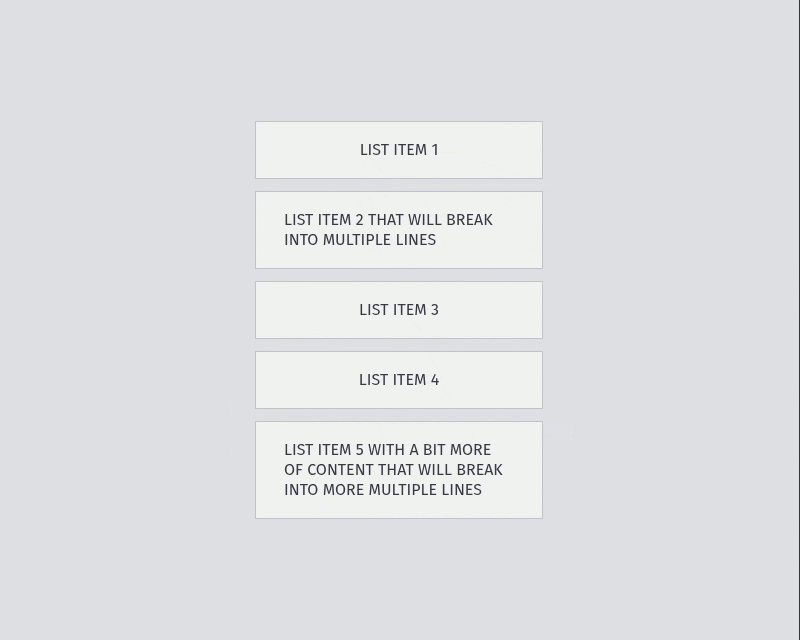 LIST ITEM 1
LIST ITEM 2 THAT WILL BREAK
INTO MULTIPLE LINES
LIST ITEM 3
LIST ITEM 4
LIST ITEM 5 WITH A BIT MORE
OF CONTENT THAT WILL BREAK
INTO MORE MULTIPLE LINES